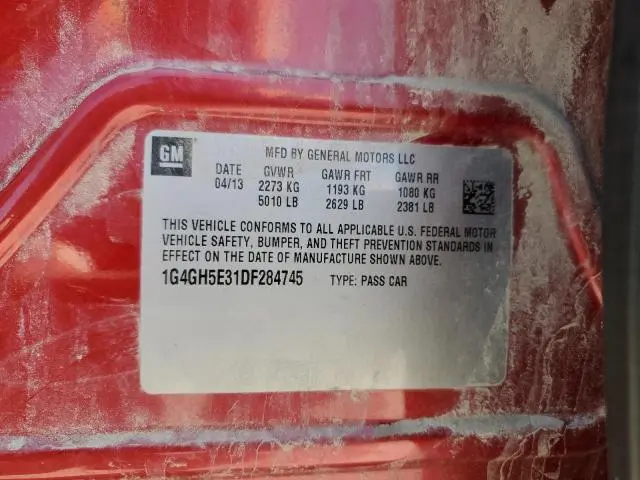 GM
MFD BY GENERAL MOTORS LLC
DATE GVWR GAWR FRT GAWR RR
04/13 2273 KG 1193 KG 1080 KG
5010 LB 2629 LB 2381 LB
THIS VEHICLE CONFORMS TO ALL APPLICABLE U.S. FEDERAL MOTOR
VEHICLE SAFETY, BUMPER, AND THEFT PREVENTION STANDARDS IN
EFFECT ON THE DATE OF MANUFACTURE SHOWN ABOVE.
1G4GH5E31DF284745 TYPE: PASS CAR